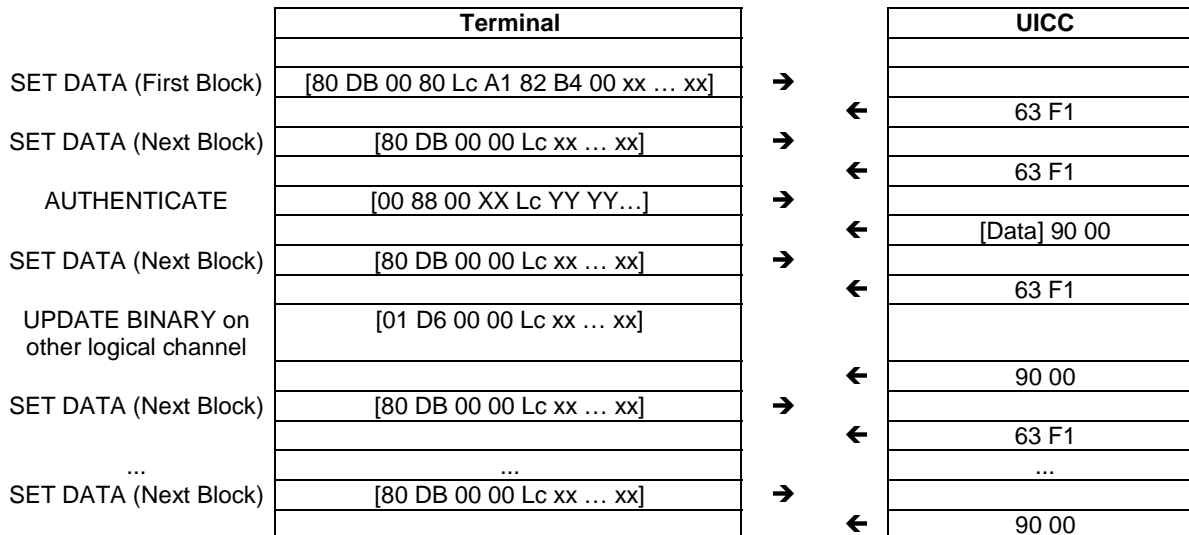 Terminal UICC
SET DATA (First Block) [80 DB 00 80 Lc A1 82 B4 00 xx … xx] ➔
🡰 63 F1
SET DATA (Next Block) [80 DB 00 00 Lc xx … xx] ➔
🡰 63 F1
AUTHENTICATE [00 88 00 XX Lc YY YY…] ➔
🡰 [Data] 90 00
SET DATA (Next Block) [80 DB 00 00 Lc xx … xx] ➔
🡰 63 F1
UPDATE BINARY on [01 D6 00 00 Lc xx … xx]
other logical channel
🡰 90 00
SET DATA (Next Block) [80 DB 00 00 Lc xx … xx] ➔
🡰 63 F1
... ... ...
SET DATA (Next Block) [80 DB 00 00 Lc xx … xx] ➔
🡰 90 00